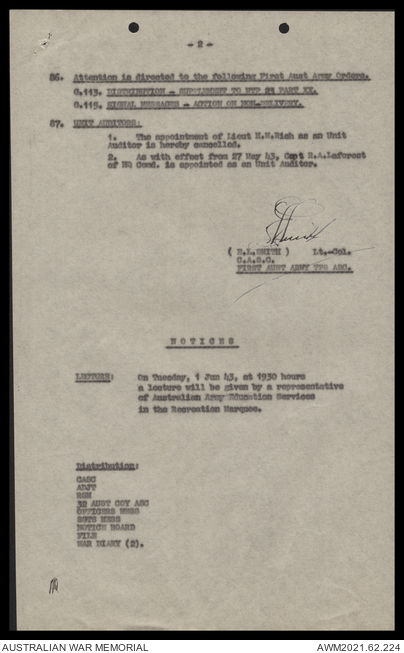 - 2 -
86. Attention is directed to the following First Aust Army Orders.
G.113. DISTRIBUTION - SUPPLEMENT TO MTP 23 PART XX.
G.119. SIGNAL MESSAGES - ACTION ON NON-DELIVERY.
87. UNIT AUDITORS:
1. The appointment of Lieut H.W.Rich as an Unit
Auditor is hereby cancelled.
2. As with effect from 27 May 43, Capt R.A.Leforest
of HQ Comd. is appointed as an Unit Auditor.
( R.L.SMITH ) Lt.-Col.
C.A.S.C.
FIRST AUST ARMY TPS ASC.
NOTICES
LECTURE: On Tuesday, 1 Jun 43, at 1930 hours
a lecture will be given by a representative
of Australian Army Education Services
in the Recreation Marquee.
Distribution:
CASC
ADJT
RSM
32 AUST COY ASC
OFFICERS MESS
SGTS MESS
NOTICE BOARD
FILE
WAR DIARY (2).
AUSTRALIAN WAR MEMORIAL
AWM2021.62.224